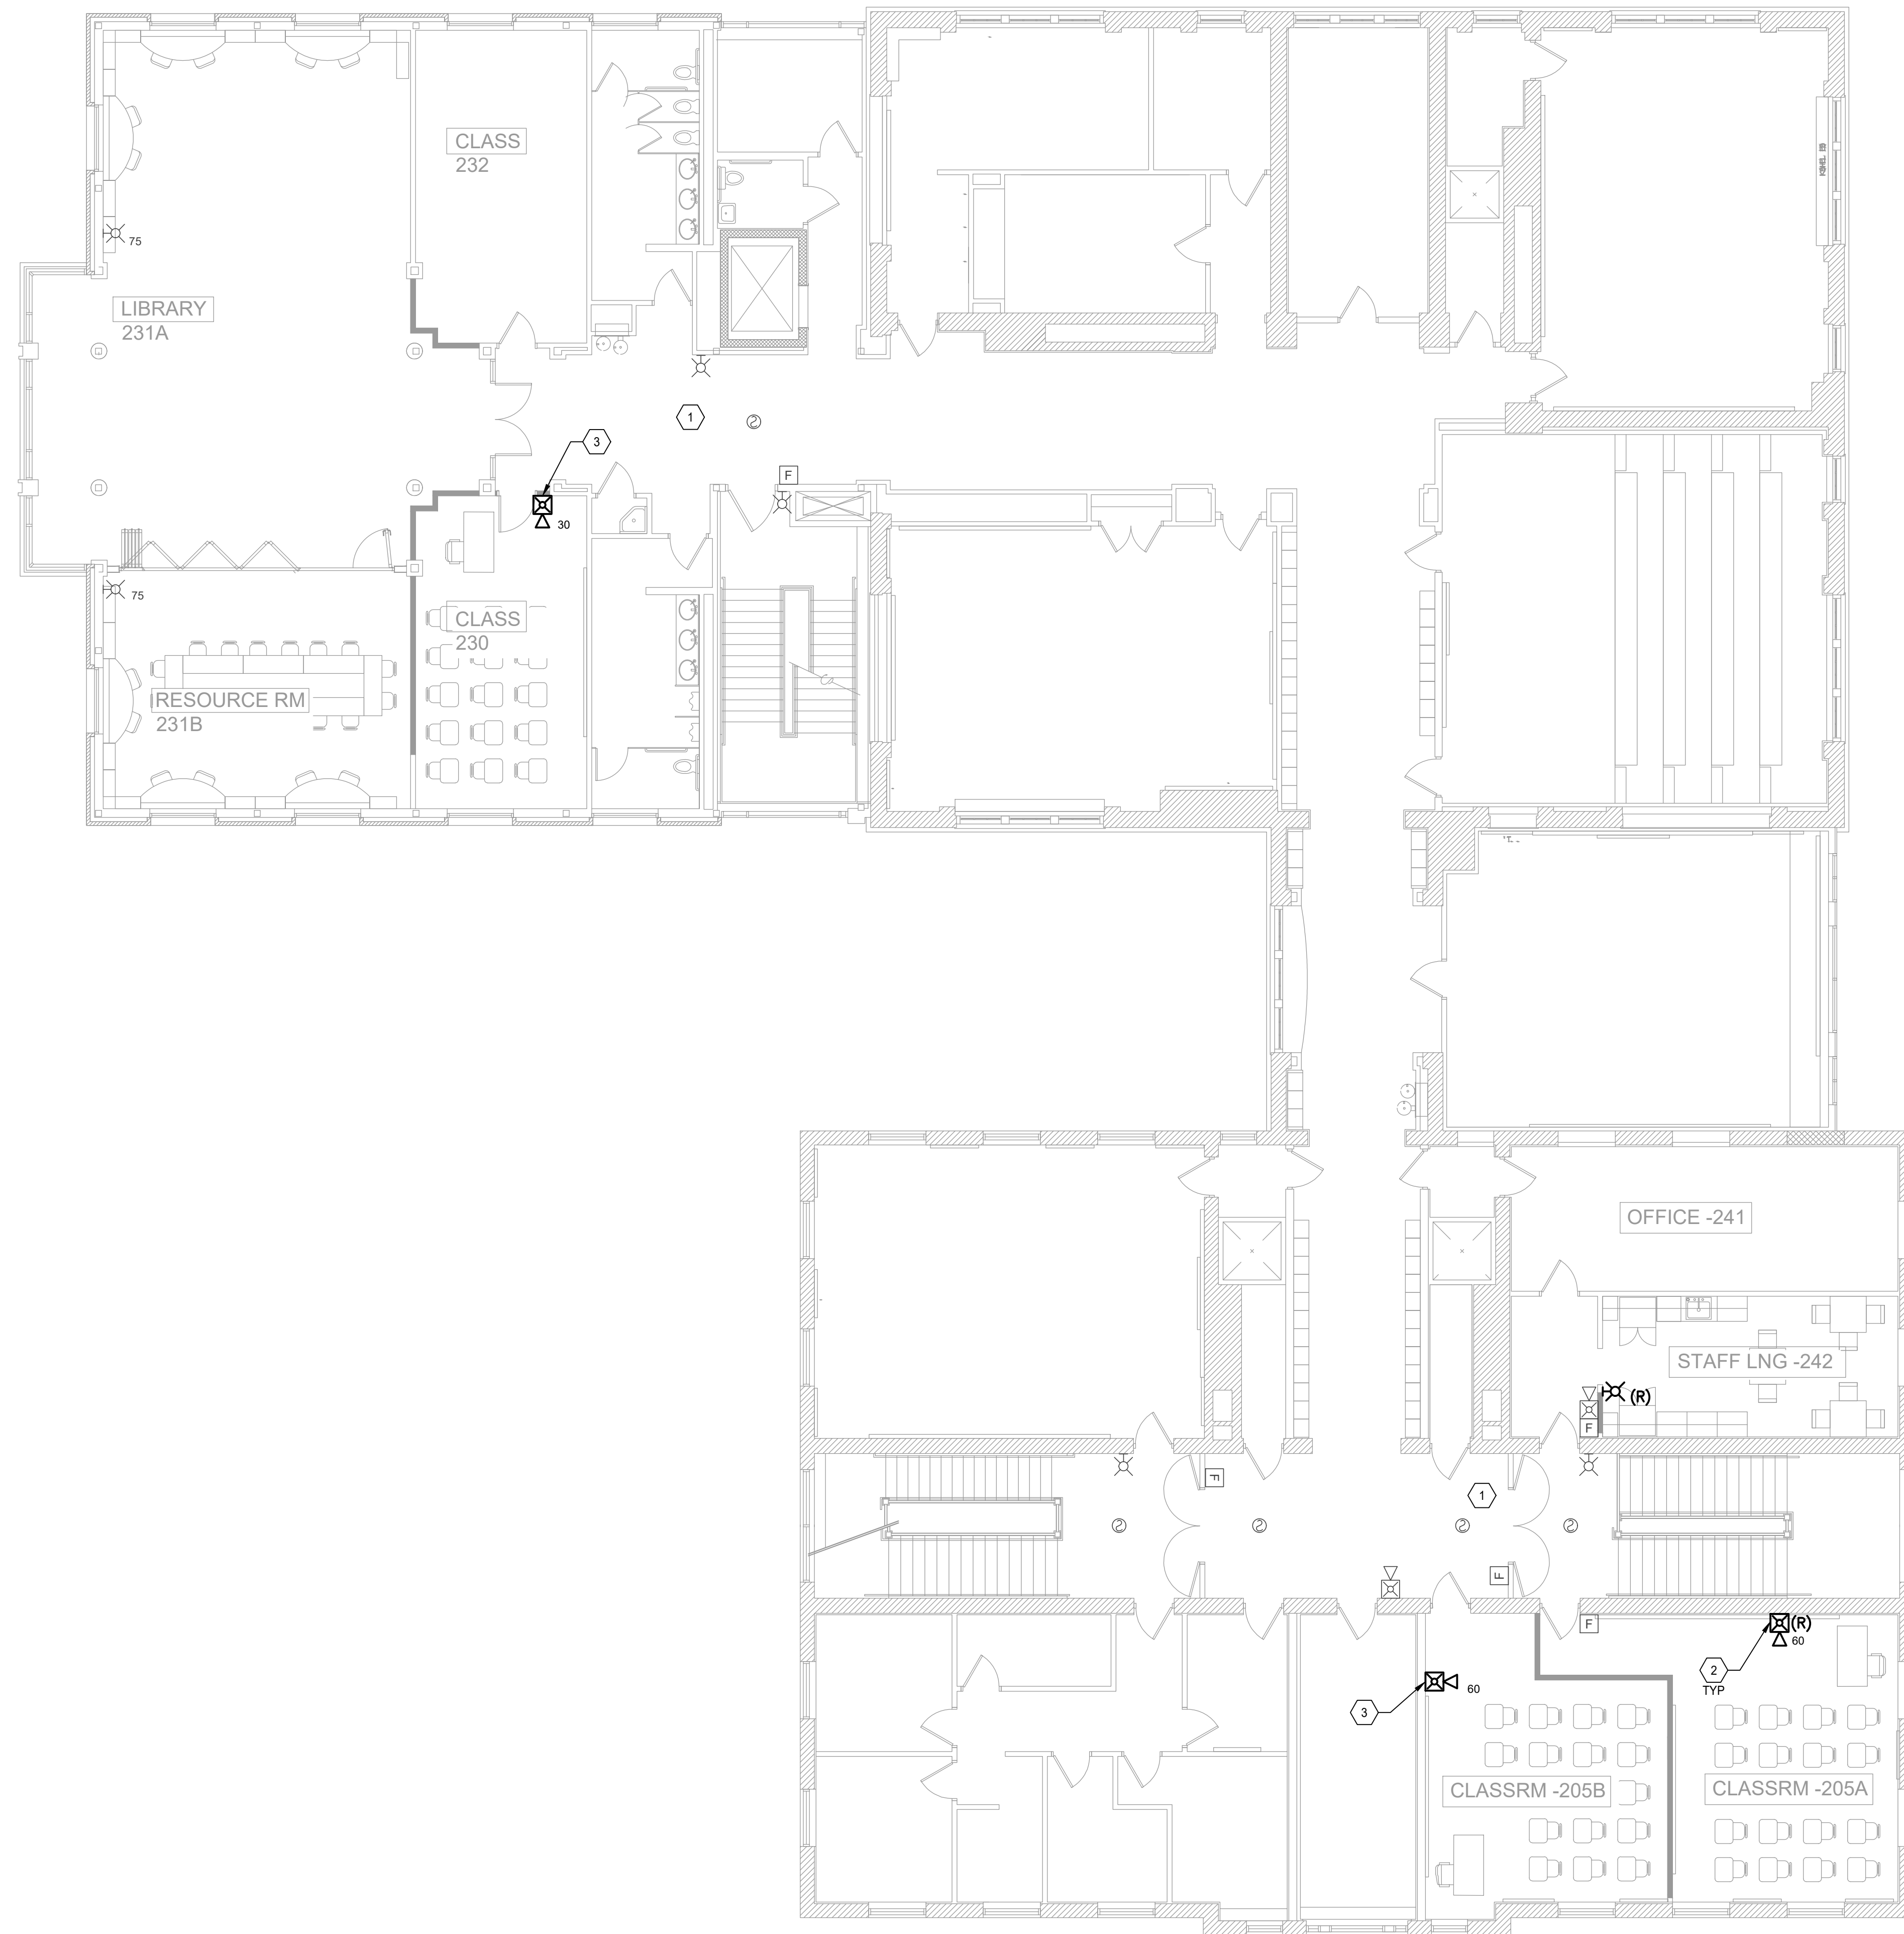 CLASS
232
75
LIBRARY
231A
1
3
F
30
75
CLASS
230
RESOURCE RM
231B
OFFICE -241
STAFF LNG -242
(R)
F
F
1
F
F
(R)
60
2
TYP
60
3
CLASSRM -205B
CLASSRM -205A